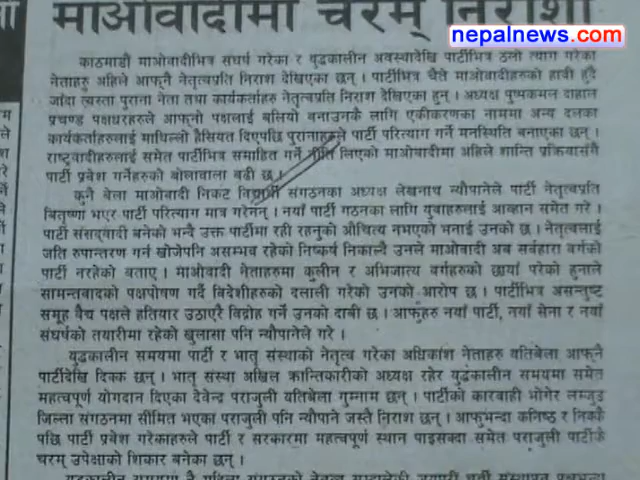 माओवादीमा चरम् निराशा
nepalnews.com
काठमाडौं माओवादीभित्र संघर्ष गरेका र युद्धकालीन अवस्थादेखि पार्टीभित्र ठूलो त्याग गरेका
नेताहरु अहिले आफ्नै नेतृत्वप्रति निराश देखिएका छन् । पार्टीभित्र चैते माओवादीहरुको हावी हुदै
जाँदा त्यस्ता पुराना नेता तथा कार्यकर्ताहरु नेतृत्वप्रति निराश देखिएका हुन् । अध्यक्ष पुष्पकमल दाहाल
प्रचण्ड पक्षधरहरुले आफ्नो पक्षलाई बलियो बनाउनकै लागि एकीकरणका नाममा अन्य दलका
कार्यकर्ताहरुलाई माथिल्लो हैसियत दिएपछि पुरानाहरुले पार्टी परित्याग गर्ने मनस्थिति बनाएका छन् ।
राष्ट्रवादीहरुलाई समेत पार्टीभित्र समाहित गर्ने नीति लिएको माओवादीमा अहिले शान्ति प्रक्रियासंगै
पार्टी प्रवेश गर्नेहरुको बोलावाला बढी छ ।
कुनै बेला माओवादी निकट विद्यार्थी संगठनका अध्यक्ष लेखनाथ न्यौपानेले पार्टी नेतृत्वप्रति
बितृष्णा भएर पार्टी परित्याग मात्र गरेनन् । नयाँ पार्टी गठनका लागि युवाहरुलाई आव्हान समेत गरे ।
पार्टी संसदवादी बनेको भन्दै उक्त पार्टीमा रही रहनुको औचित्य नभएको भनाई उनको छ । नेतृत्वलाई
जति रुपान्तरण गर्न खोजेपनि असम्भव रहेको निष्कर्ष निकाल्दै उनले माओवादी अब सर्वहारा वर्गको
पार्टी नरहेको बताए । माओवादी नेताहरुमा कुलीन र अभिजात्य वर्गहरुको छायाँ परेको हुनाले
सामन्तवादको पक्षपोषण गर्दै विदेशीहरुको दलाली गरेको उनको आरोप छ । पार्टीभित्र असन्तुष्ट
समूह वैद्य पक्षले हतियार उठाएरै विद्रोह गर्ने उनको दाबी छ । आफूहरु नयाँ पार्टी, नयाँ सेना र नयाँ
संघर्षको तयारीमा रहेको खुलासा पनि न्यौपानेले गरे ।
युद्धकालीन समयमा पार्टी र भातृ संस्थाको नेतृत्व गरेका अधिकांश नेताहरु यतिबेला आफ्नै
पार्टीदेखि दिक्क छन् । भातृ संस्था अखिल क्रान्तिकारीको अध्यक्ष रहेर युद्धकालीन समयमा समेत
महत्वपूर्ण योगदान दिएका देवेन्द्र पराजुली यतिबेला गुमनाम छन् । पार्टीको कारबाही भोगेर लमजुङ
जिल्ला संगठनमा सीमित भएका पराजुली पनि न्यौपाने जस्तै निराश छन् । आफूभन्दा कनिष्ठ र निकै
पछि पार्टी प्रवेश गरेकाहरुले पार्टी र सरकारमा महत्वपूर्ण स्थान पाइसक्दा समेत पराजुली पार्टीकै
चरम् उपेक्षाको शिकार बनेका छन् ।